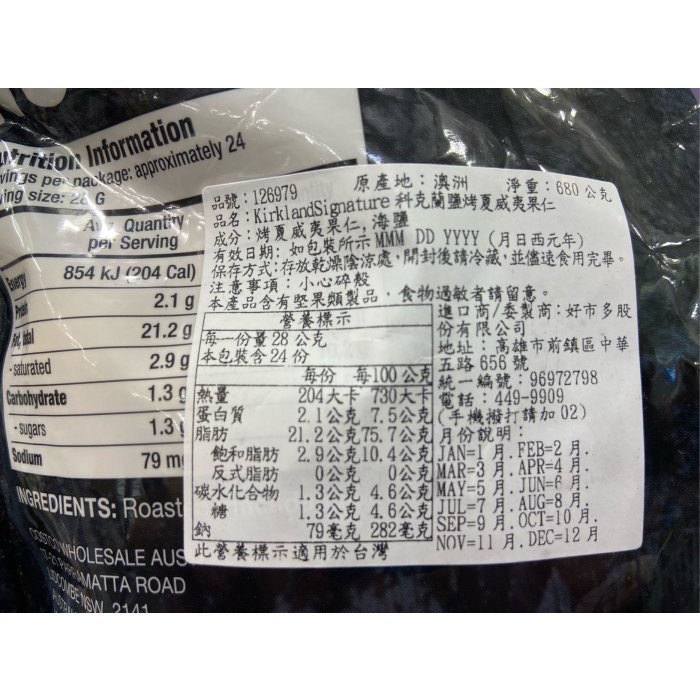 Nutrition Information
Servings per package: approximately 24
Serving size: 28 G
Ave. Quantity
per Serving
Energy 854 kJ (204 Cal)
2.1 g
21.2 g
- saturated 2.9 g
Carbohydrate 1.3 g
- sugars 1.3
Sodium 79 m
INGREDIENTS: Roast
COSTCO WHOLESALE AUS
MATTA ROAD
NSW 2141
品號：126979 原產地：澳洲 淨重：680 公克
品名：KirklandSignature 科克蘭鹽烤夏威夷果仁
成分：烤夏威夷果仁, 海鹽
有效日期: 如包裝所示 MMM DD YYYY (月日西元年)
保存方式:存放乾燥陰涼處，開封後請冷藏，並儘速食用完畢。
注意事項：小心碎殼
本產品含有堅果類製品，食物過敏者請留意。
營養標示
每一份量 28 公克
本包裝含 24 份
每份 每100 公克
熱量 204大卡 730大卡
蛋白質 2.1公克 7.5公克
脂肪 21.2公克 75.7公克
飽和脂肪 2.9公克 10.4公克
反式脂肪 0公克 0公克
碳水化合物 1.3公克 4.6公克
糖 1.3公克 4.6公克
鈉 79毫克 282毫克
此營養標示適用於台灣
進口商/委製商：好市多股
份有限公司
地址：高雄市前鎮區中華
五路 656 號
統一編號：96972798
電話：449-9909
(手機撥打請加 02)
月份說明：
JAN=1 月. FEB=2 月.
MAR=3 月. APR=4 月.
MAY=5 月. JUN=6 月.
JUL=7 月. AUG=8 月.
SEP=9 月. OCT=10 月.
NOV=11 月. DEC=12 月